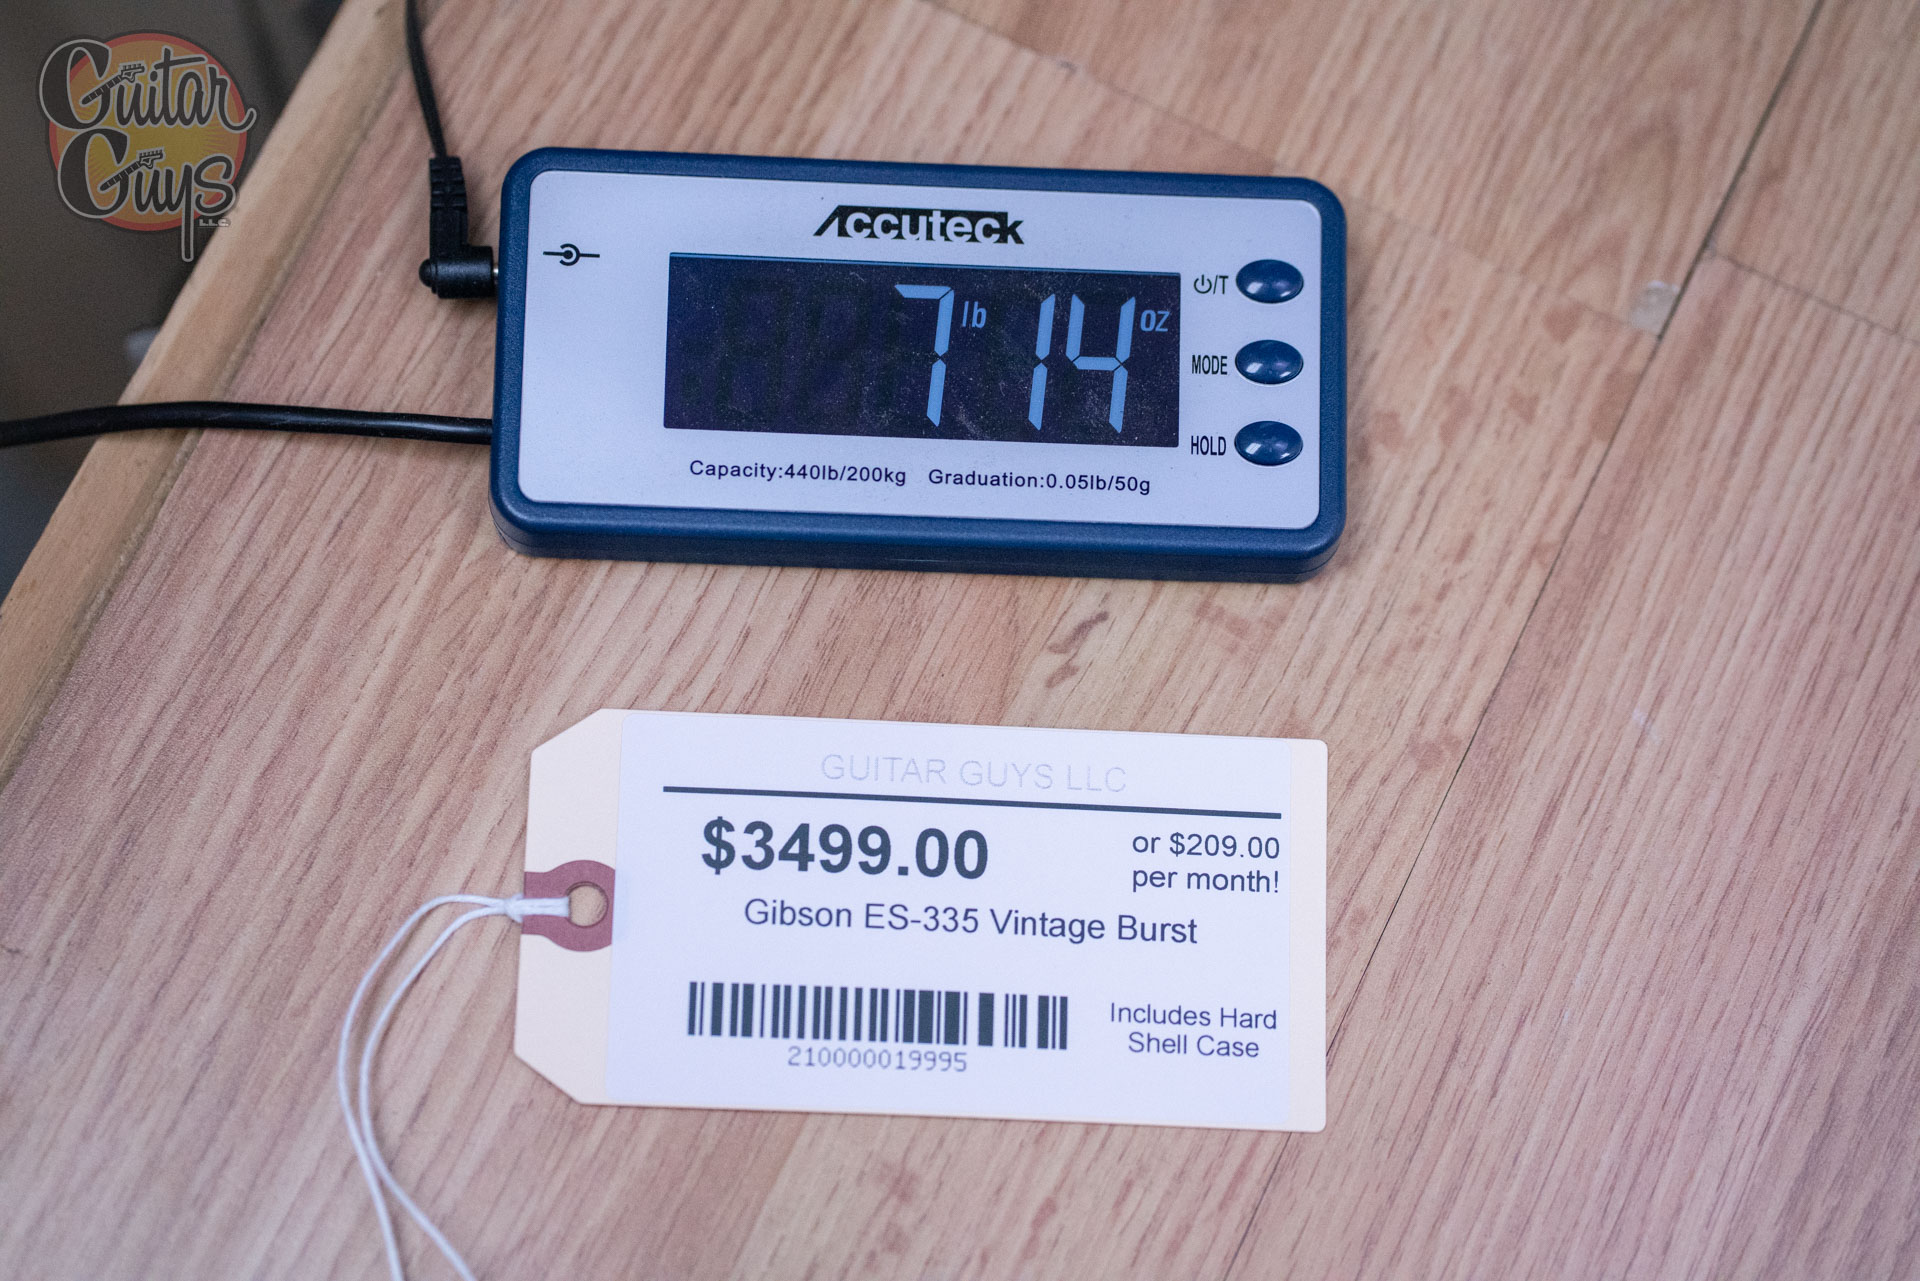 Guitar
Guys
LLC.
Accuteck
7 lb 14 oz
⏻/T
MODE
HOLD
Capacity:440lb/200kg Graduation:0.05lb/50g
GUITAR GUYS LLC
$3499.00
or $209.00
per month!
Gibson ES-335 Vintage Burst
210000019995
Includes Hard
Shell Case